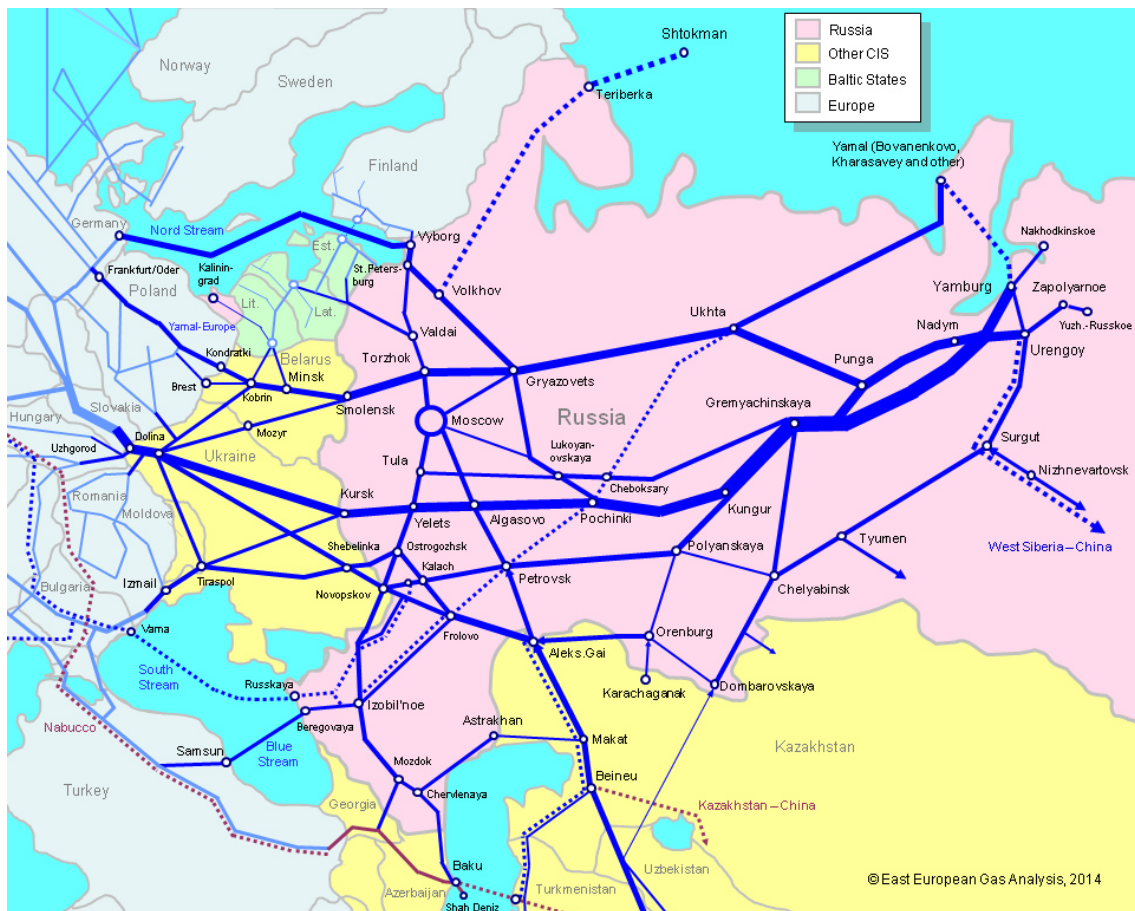 Shtokman
Russia
Other CIS
Baltic States
Europe
Norway
Sweden
Teriberka
Finland
Yamal (Bovanenkovo,
Kharasavey and other)
Germany
Nord Stream
Vyborg
Est.
Nakhodkinskoe
Frankfurt/Oder
Kalinin-
grad
St.Peters-
burg
Volkhov
Yamburg
Zapolyarnoe
Poland
Lit.
Lat.
Ukhta
Yamal-Europe
Valdai
Nadym
Yuzh.-Russkoe
Urengoy
Kondratki
Belarus
Torzhok
Punga
Brest
Minsk
Kobrin
Gryazovets
Smolensk
Gremyachinskaya
Hungary
Slovakia
Moscow
Russia
Dolina
Mozyr
Lukoyan-
ovskaya
Surgut
Uzhgorod
Ukraine
Tula
Cheboksary
Nizhnevartovsk
Romania
Kursk
Moldova
Yelets
Algasovo
Pochinki
Kungur
Shebelinka
Ostrogozhsk
Polyanskaya
Tyumen
West Siberia–China
Kalach
Bulgaria
Izmail
Tiraspol
Novopskov
Petrovsk
Chelyabinsk
Varna
Frolovo
Aleks.Gai
Orenburg
South
Stream
Russkaya
Karachaganak
Dombarovskaya
Izobil'noe
Nabucco
Beregovaya
Astrakhan
Samsun
Blue
Stream
Makat
Kazakhstan
Mozdok
Beineu
Turkey
Chervlenaya
Georgia
Kazakhstan–China
Baku
Uzbekistan
Azerbaijan
Turkmenistan
© East European Gas Analysis, 2014
Shah Deniz